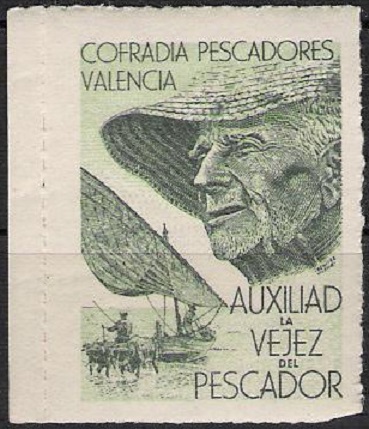 COFRADIA PESCADORES
VALENCIA
AUXILIAD
LA
VEJEZ
DEL
PESCADOR